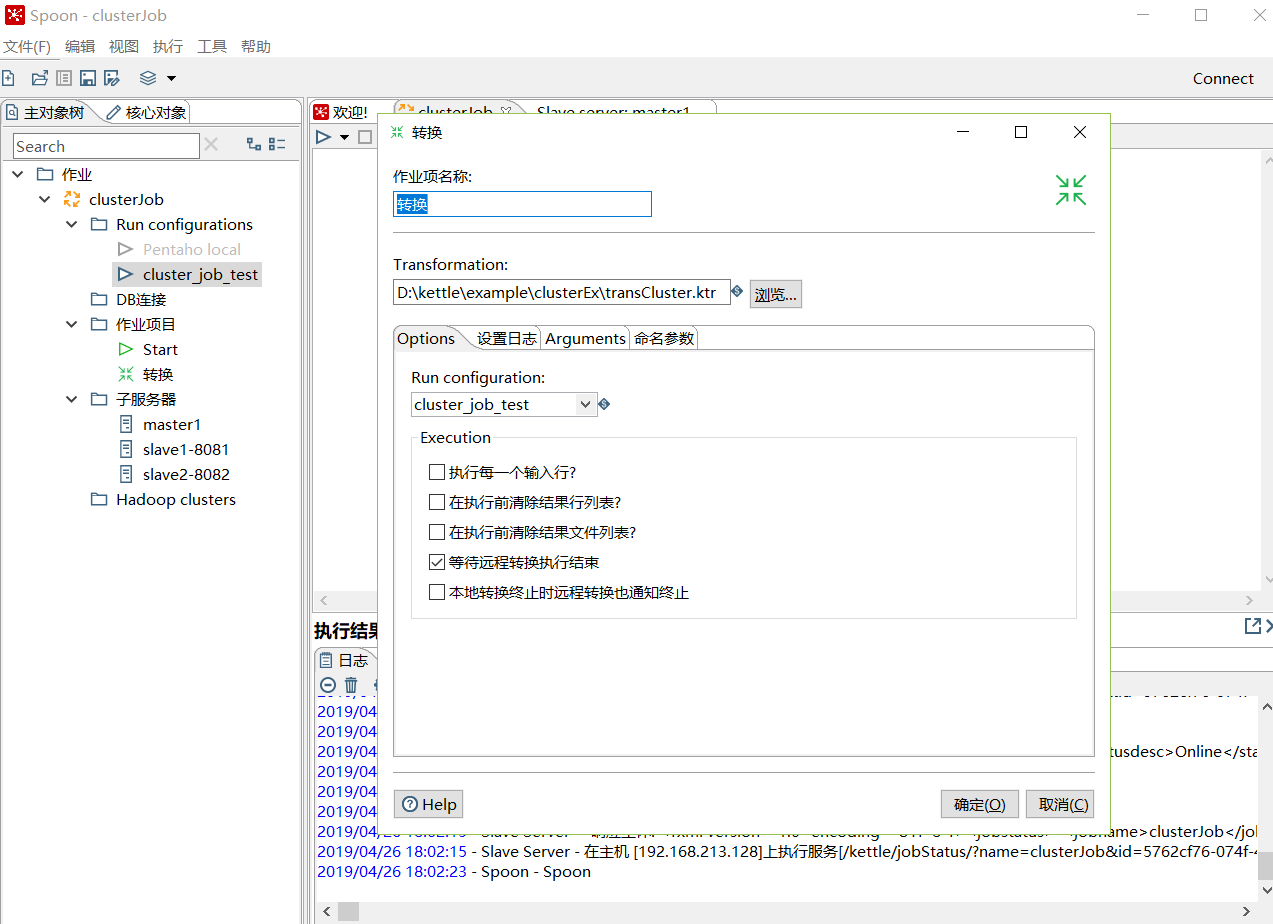 Spoon - clusterJob
文件(F) 编辑 视图 执行 工具 帮助
Connect
主对象树 核心对象
Search
作业
clusterJob
Run configurations
Pentaho local
cluster_job_test
DB连接
作业项目
Start
转换
子服务器
master1
slave1-8081
slave2-8082
Hadoop clusters
欢迎! clusterJob Slave server: master1
转换
作业项名称:
转换
Transformation:
D:\kettle\example\clusterEx\transCluster.ktr 浏览...
Options 设置日志 Arguments 命名参数
Run configuration:
cluster_job_test
Execution
执行每一个输入行?
在执行前清除结果行列表?
在执行前清除结果文件列表?
等待远程转换执行结束
本地转换终止时远程转换也通知终止
Help 确定(O) 取消(C)
执行结果
日志
2019/04
2019/04
2019/04 tusdesc>Online</sta
2019/04
2019/04
2019/04
2019/04/26 18:02:15 - Slave Server - name>clusterJob</jol
2019/04/26 18:02:15 - Slave Server - 在主机 [192.168.213.128]上执行服务[/kettle/jobStatus/?name=clusterJob&id=5762cf76-074f-4
2019/04/26 18:02:23 - Spoon - Spoon